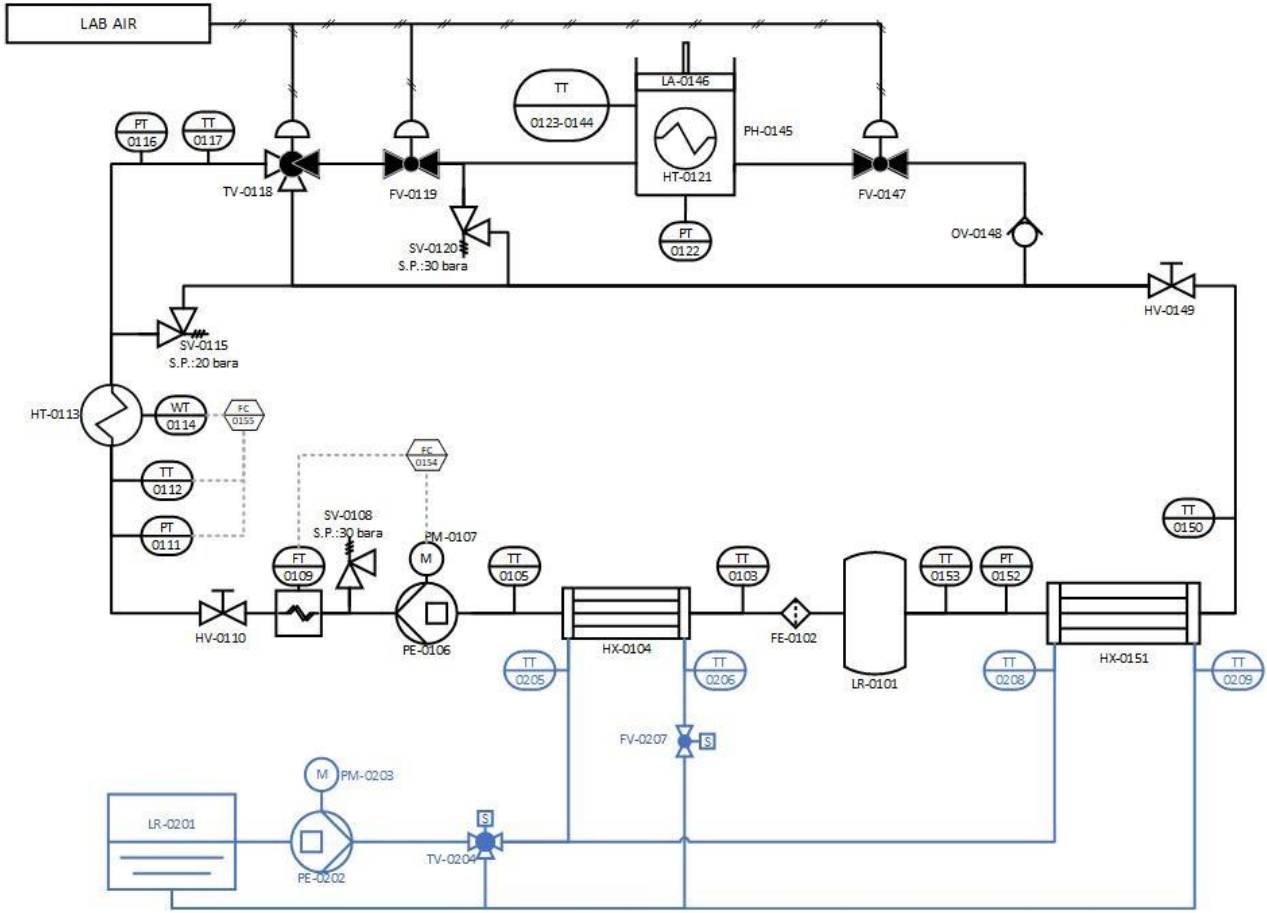 LAB AIR
LA-0146
TT
0123-0144
PT
0116
TT
0117
PH-0145
HT-0121
TV-0118
FV-0119
FV-0147
PT
0122
OV-0148
SV-0120
S.P.:30 bara
HV-0149
SV-0115
S.P.:20 bara
HT-0113
WT
0114
FC
0155
FC
0154
TT
0112
SV-0108
S.P.:30 bara
PT
0111
PM-0107
M
TT
0150
FT
0109
TT
0105
TT
0103
TT
0153
PT
0152
HV-0110
PE-0106
HX-0104
FE-0102
LR-0101
HX-0151
TT
0205
TT
0206
TT
0208
TT
0209
FV-0207
S
M
PM-0203
LR-0201
S
TV-0204
PE-0202